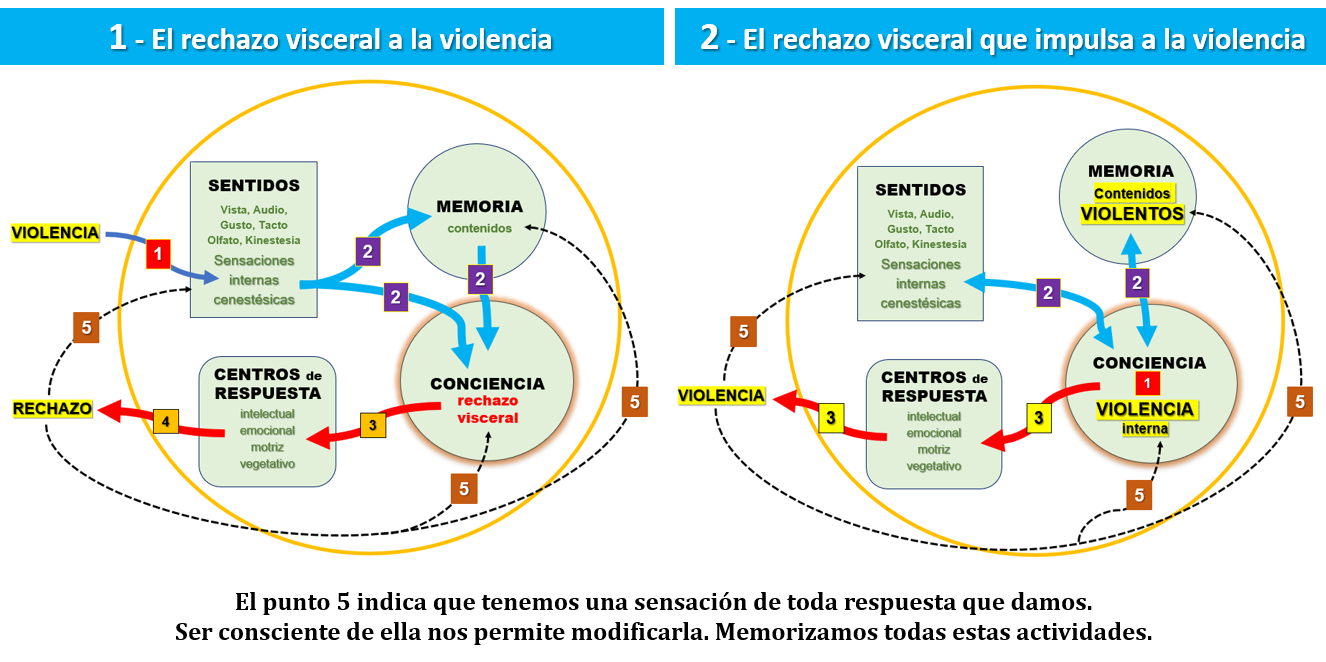 1 - El rechazo visceral a la violencia
SENTIDOS
Vista, Audio,
Gusto, Tacto
Olfato, Kinestesia
Sensaciones
internas
cenestésicas
MEMORIA
contenidos
VIOLENCIA
1
2
2
2
5
CENTROS de
RESPUESTA
intelectual
emocional
motriz
vegetativo
CONCIENCIA
rechazo
visceral
RECHAZO
4
3
5
5
2 - El rechazo visceral que impulsa a la violencia
SENTIDOS
Vista, Audio,
Gusto, Tacto
Olfato, Kinestesia
Sensaciones
internas
cenestésicas
MEMORIA
Contenidos
VIOLENTOS
2
2
5
CENTROS de
RESPUESTA
intelectual
emocional
motriz
vegetativo
CONCIENCIA
1
VIOLENCIA
interna
VIOLENCIA
3
3
5
5
El punto 5 indica que tenemos una sensación de toda respuesta que damos.
Ser consciente de ella nos permite modificarla. Memorizamos todas estas actividades.